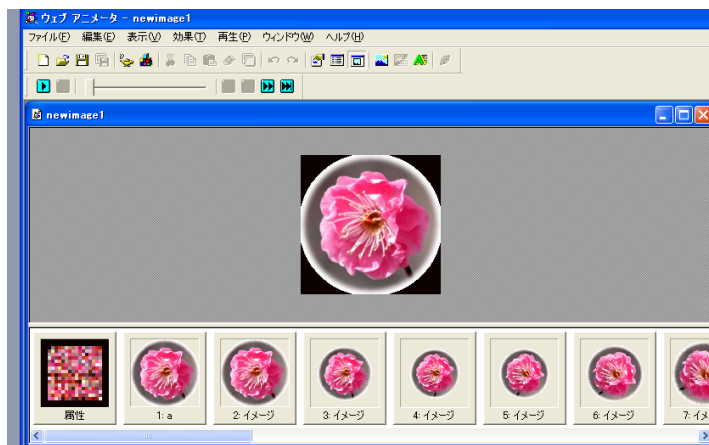 ウェブ アニメータ - newimage1
ファイル(F) 編集(E) 表示(V) 効果(T) 再生(P) ウィンドウ(W) ヘルプ(H)
newimage1
属性 1: a 2: イメージ 3: イメージ 4: イメージ 5: イメージ 6: イメージ 7: イメ